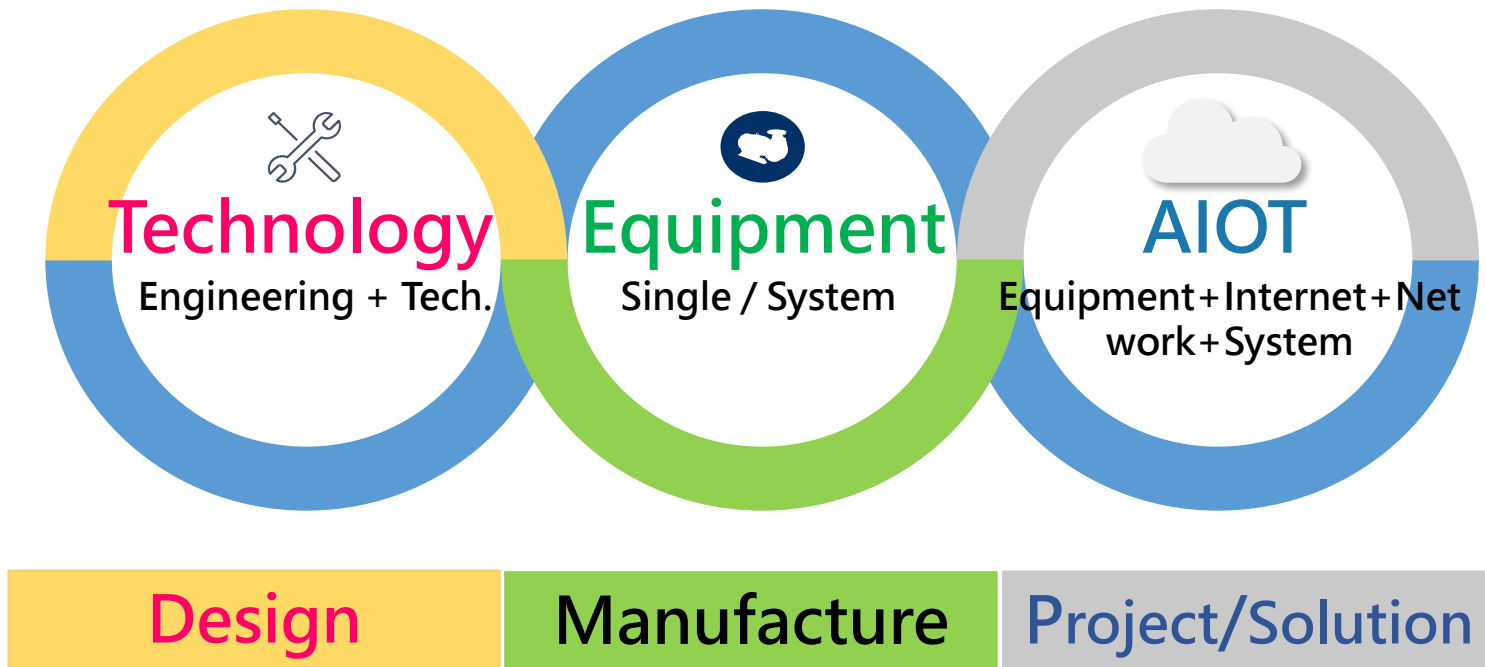 Technology
Engineering + Tech.
Equipment
Single / System
AIOT
Equipment+Internet+Net
work+System
Design
Manufacture
Project/Solution